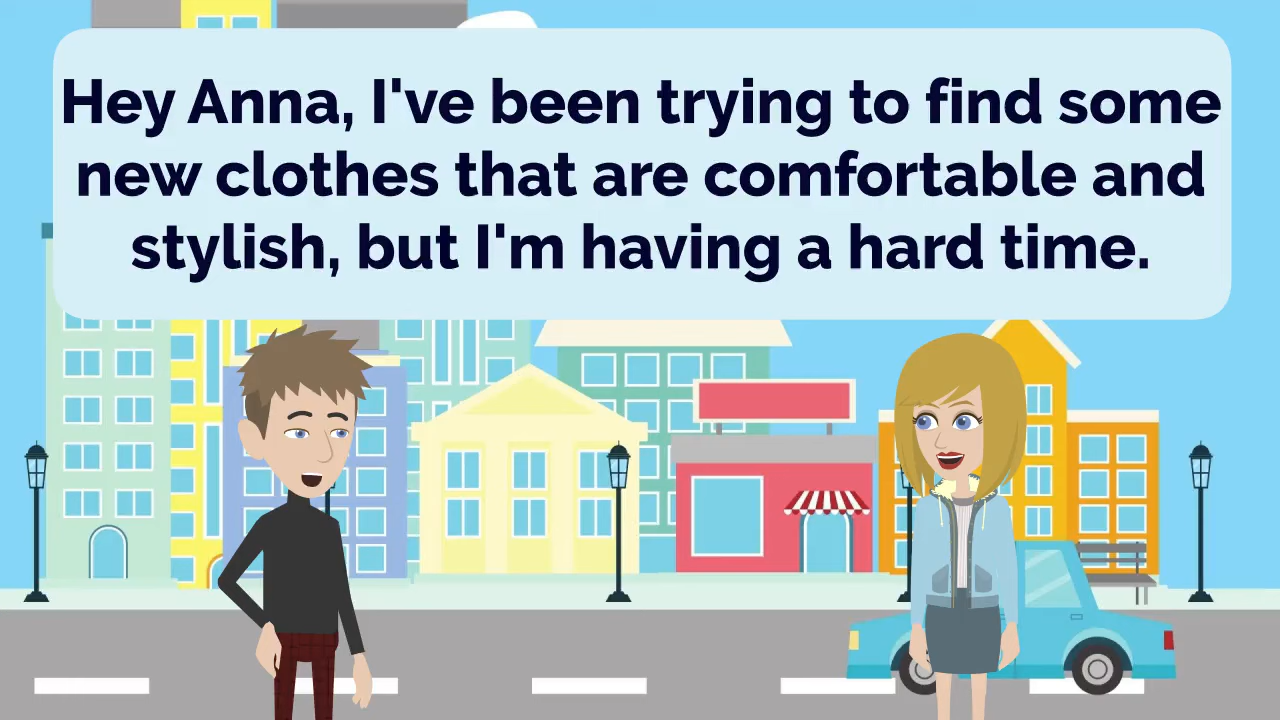 Hey Anna, I've been trying to find some
new clothes that are comfortable and
stylish, but I'm having a hard time.